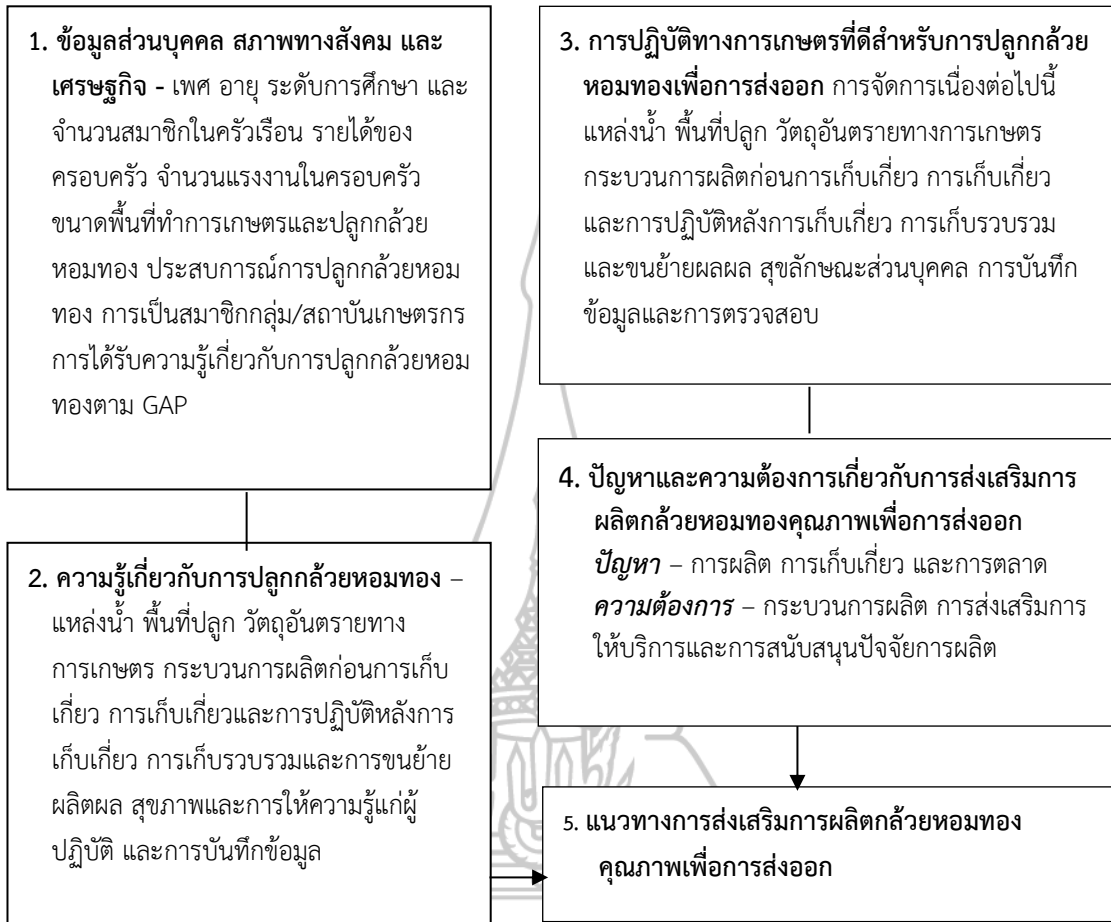 1. ข้อมูลส่วนบุคคล สภาพทางสังคม และ
เศรษฐกิจ - เพศ อายุ ระดับการศึกษา และ
จำนวนสมาชิกในครัวเรือน รายได้ของ
ครอบครัว จำนวนแรงงานในครอบครัว
ขนาดพื้นที่ทำการเกษตรและปลูกกล้วย
หอมทอง ประสบการณ์การปลูกกล้วยหอม
ทอง การเป็นสมาชิกกลุ่ม/สถาบันเกษตรกร
การได้รับความรู้เกี่ยวกับการปลูกกล้วยหอม
ทองตาม GAP
2. ความรู้เกี่ยวกับการปลูกกล้วยหอมทอง –
แหล่งน้ำ พื้นที่ปลูก วัตถุอันตรายทาง
การเกษตร กระบวนการผลิตก่อนการเก็บ
เกี่ยว การเก็บเกี่ยวและการปฏิบัติหลังการ
เก็บเกี่ยว การเก็บรวบรวมและการขนย้าย
ผลิตผล สุขภาพและการให้ความรู้แก่ผู้
ปฏิบัติ และการบันทึกข้อมูล
3. การปฏิบัติทางการเกษตรที่ดีสำหรับการปลูกกล้วย
หอมทองเพื่อการส่งออก การจัดการเนื่องต่อไปนี้
แหล่งน้ำ พื้นที่ปลูก วัตถุอันตรายทางการเกษตร
กระบวนการผลิตก่อนการเก็บเกี่ยว การเก็บเกี่ยว
และการปฏิบัติหลังการเก็บเกี่ยว การเก็บรวบรวม
และขนย้ายผลผล สุขลักษณะส่วนบุคคล การบันทึก
ข้อมูลและการตรวจสอบ
4. ปัญหาและความต้องการเกี่ยวกับการส่งเสริมการ
ผลิตกล้วยหอมทองคุณภาพเพื่อการส่งออก
ปัญหา – การผลิต การเก็บเกี่ยว และการตลาด
ความต้องการ – กระบวนการผลิต การส่งเสริมการ
ให้บริการและการสนับสนุนปัจจัยการผลิต
5. แนวทางการส่งเสริมการผลิตกล้วยหอมทอง
คุณภาพเพื่อการส่งออก